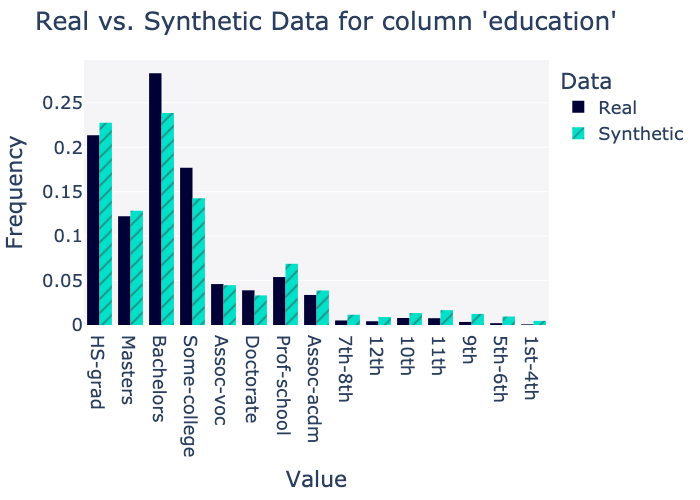 Real vs. Synthetic Data for column 'education'
Data
Real
Synthetic
Frequency
0.25
0.2
0.15
0.1
0.05
0
HS-grad
Masters
Bachelors
Some-college
Assoc-voc
Doctorate
Prof-school
Assoc-acdm
7th-8th
12th
10th
11th
9th
5th-6th
1st-4th
Value